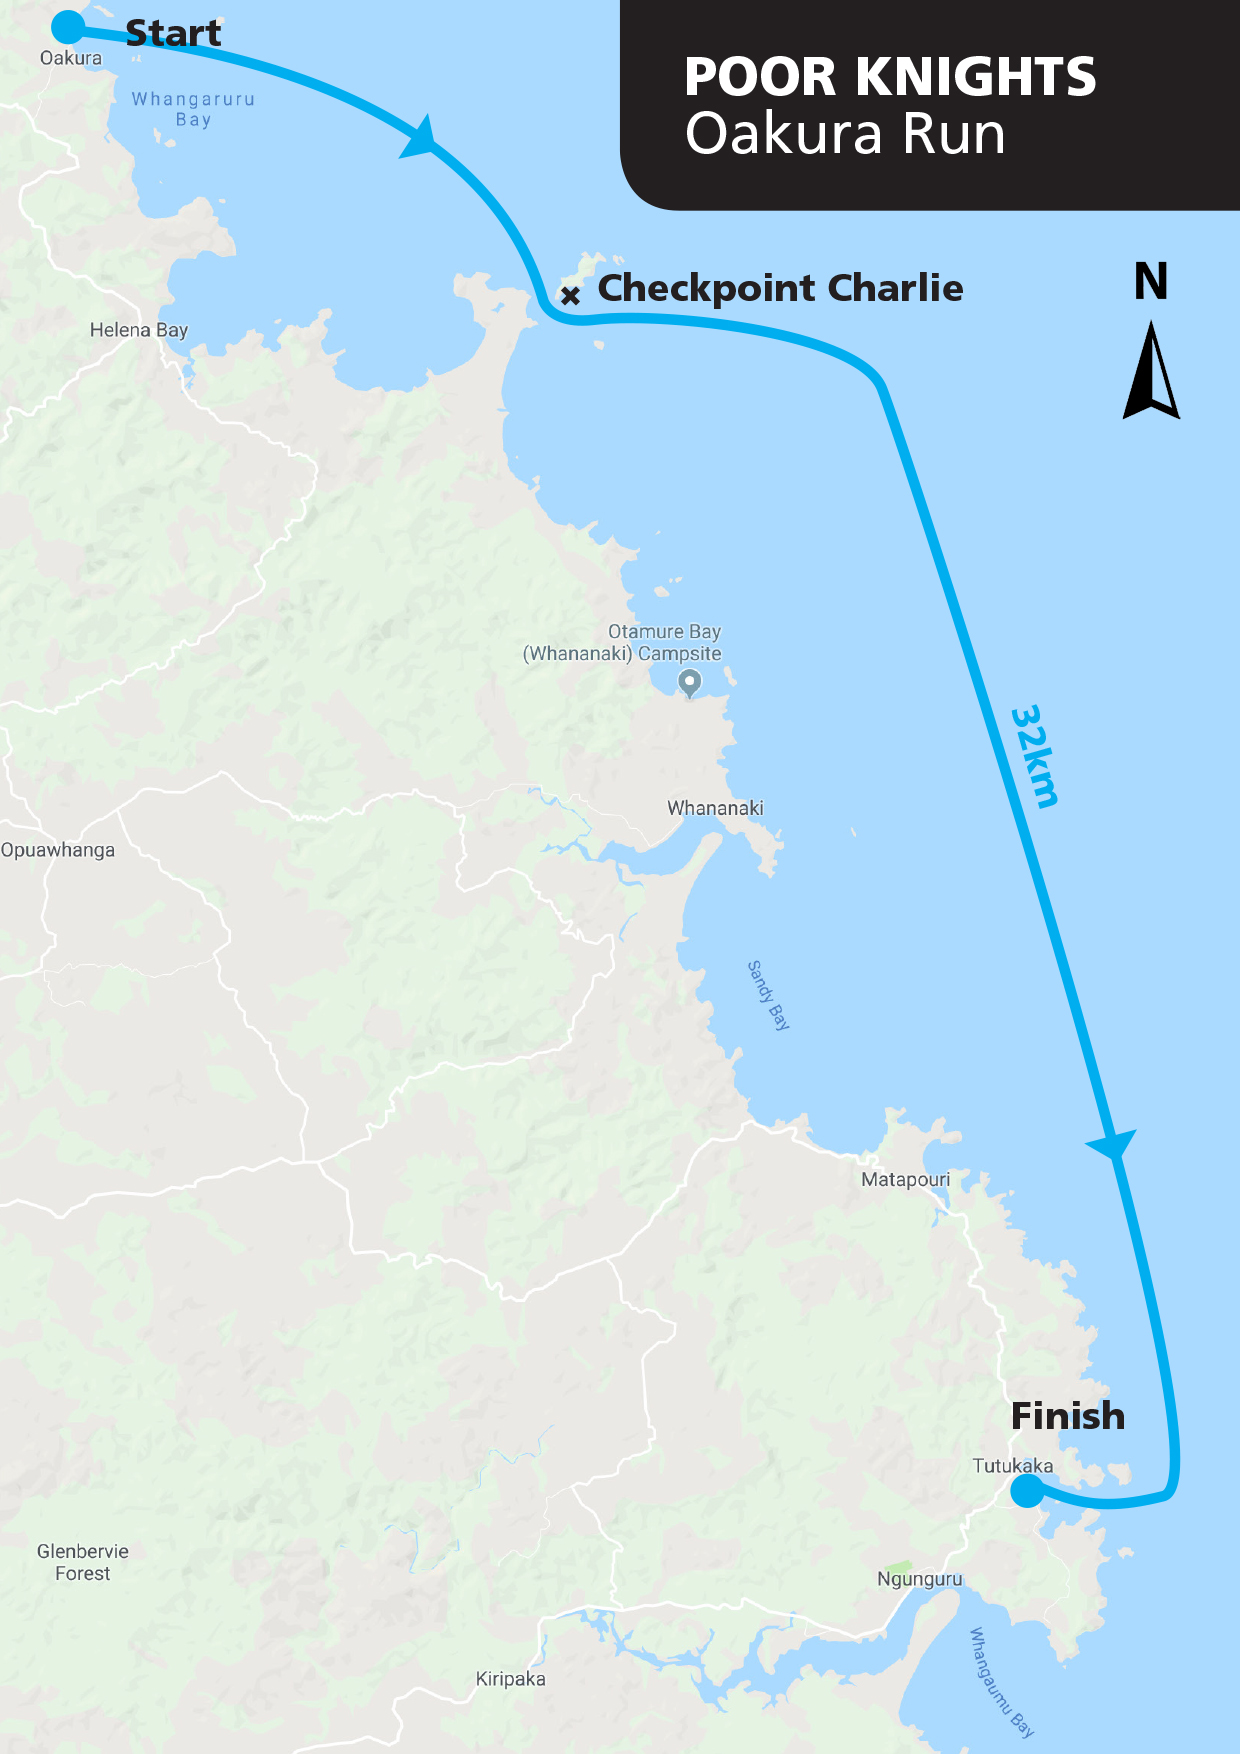 Start
Oakura
POOR KNIGHTS
Oakura Run
Whangaruru
Bay
N
Checkpoint Charlie
Helena Bay
Otamure Bay
(Whananaki) Campsite
32km
Whananaki
Opuawhanga
Sandy Bay
Matapouri
Finish
Tutukaka
Glenbervie
Forest
Ngunguru
Kiripaka
Whangaumu Bay